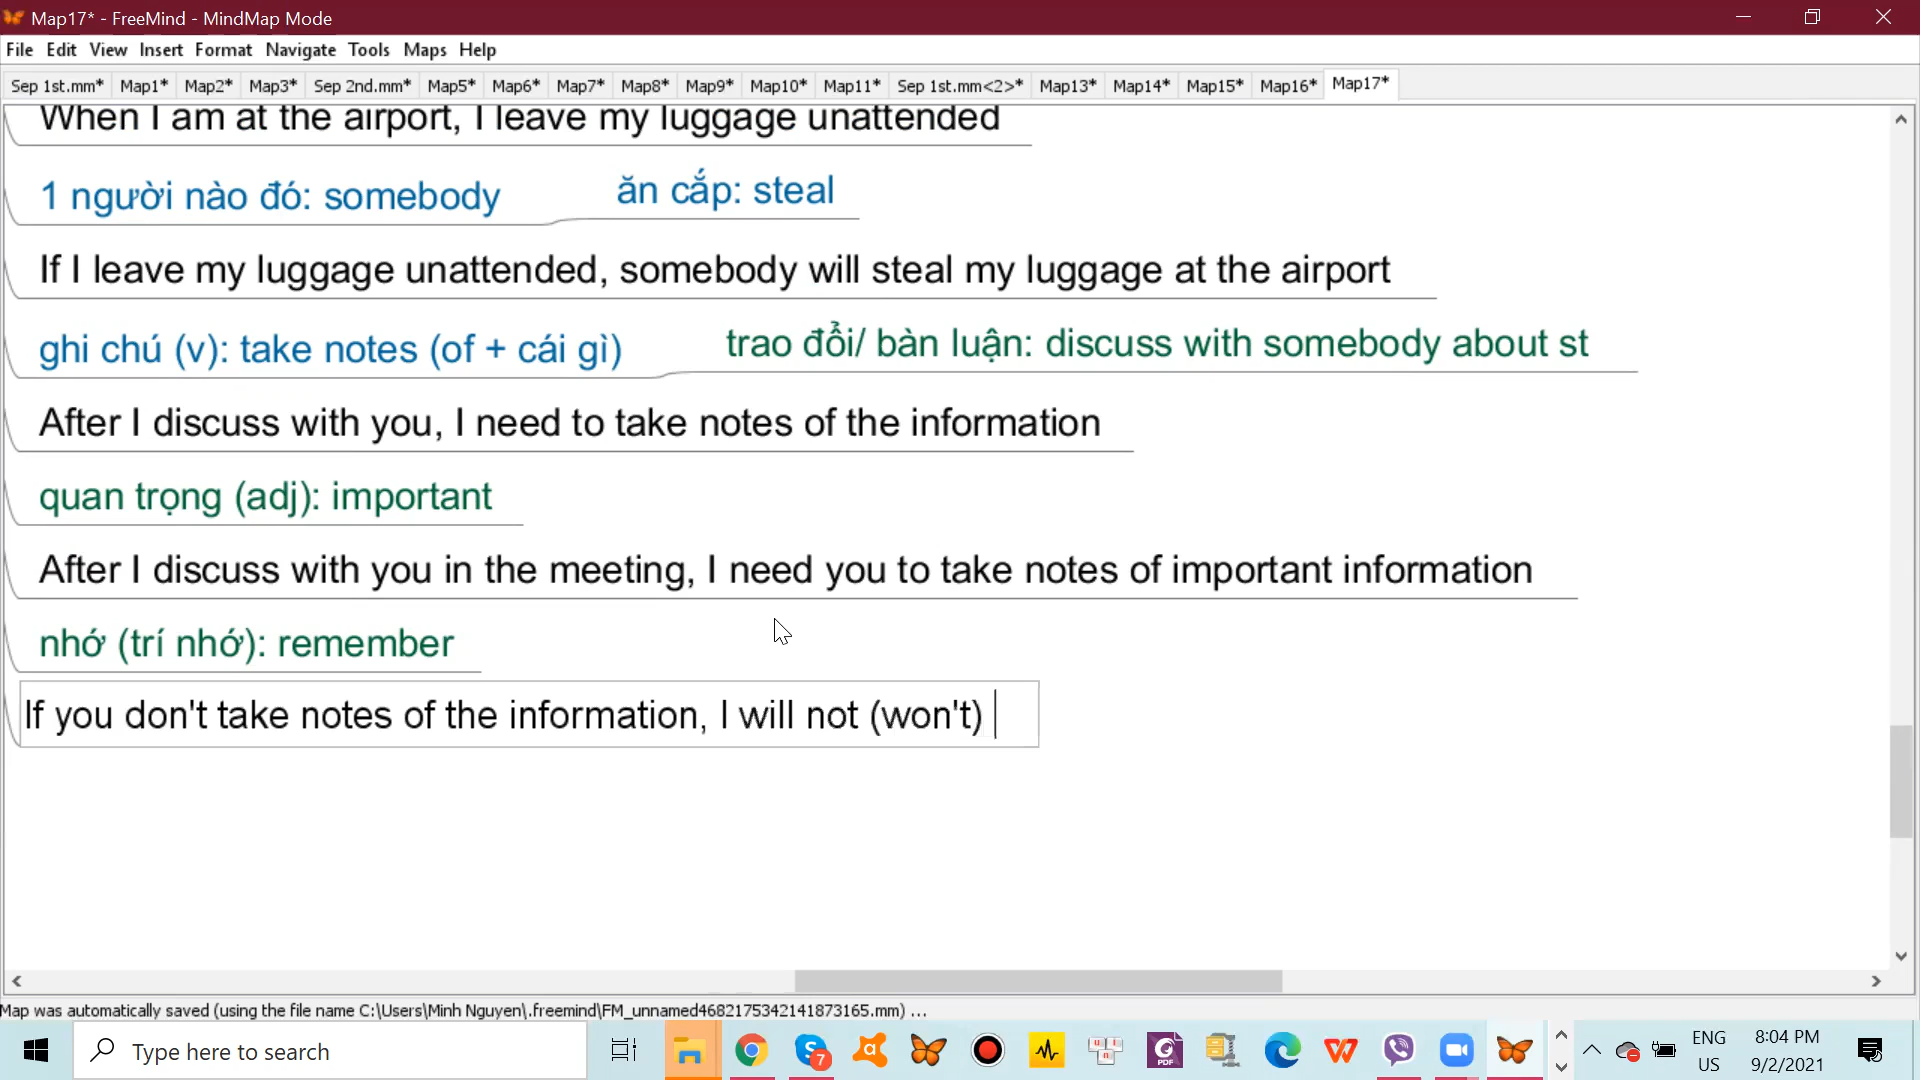 Map17* - FreeMind - MindMap Mode
File Edit View Insert Format Navigate Tools Maps Help
Sep 1st.mm* Map1* Map2* Map3* Sep 2nd.mm* Map5* Map6* Map7* Map8* Map9* Map10* Map11* Sep 1st.mm<2>* Map13* Map14* Map15* Map16* Map17*
When I am at the airport, I leave my luggage unattended
1 người nào đó: somebody ăn cắp: steal
If I leave my luggage unattended, somebody will steal my luggage at the airport
ghi chú (v): take notes (of + cái gì) trao đổi/ bàn luận: discuss with somebody about st
After I discuss with you, I need to take notes of the information
quan trọng (adj): important
After I discuss with you in the meeting, I need you to take notes of important information
nhớ (trí nhớ): remember
If you don't take notes of the information, I will not (won't)
Map was automatically saved (using the file name C:\Users\Minh Nguyen\.freemind\FM_unnamed4682175342141873165.mm) ...
Type here to search
7
PDF
ENG
US
8:04 PM
9/2/2021